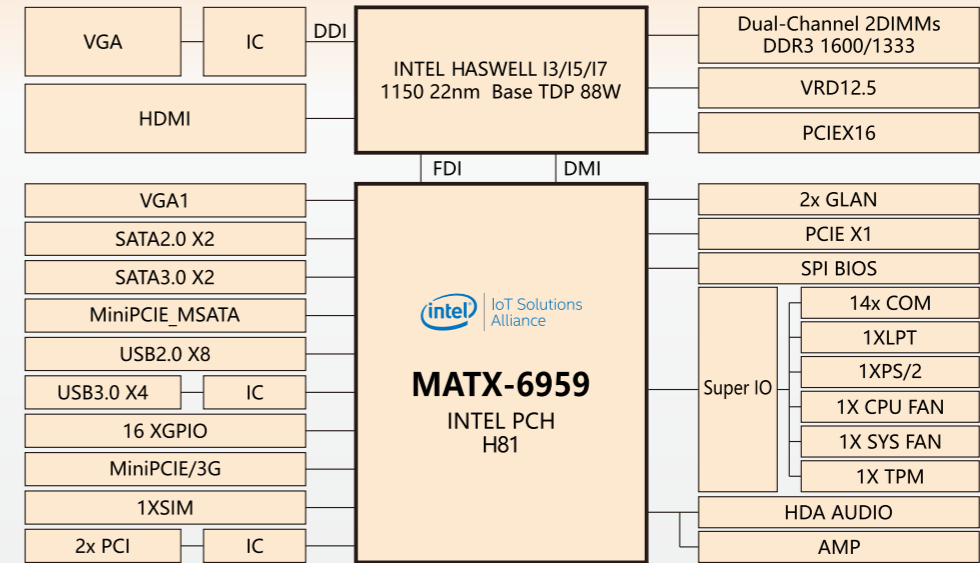 VGA
IC
DDI
HDMI
INTEL HASWELL I3/I5/I7
1150 22nm Base TDP 88W
Dual-Channel 2DIMMs
DDR3 1600/1333
VRD12.5
PCIEX16
FDI
DMI
VGA1
SATA2.0 X2
SATA3.0 X2
MiniPCIE_MSATA
USB2.0 X8
USB3.0 X4
IC
16 XGPIO
MiniPCIE/3G
1XSIM
2x PCI
IC
intel
IoT Solutions
Alliance
MATX-6959
INTEL PCH
H81
2x GLAN
PCIE X1
SPI BIOS
Super IO
14x COM
1XLPT
1XPS/2
1X CPU FAN
1X SYS FAN
1X TPM
HDA AUDIO
AMP